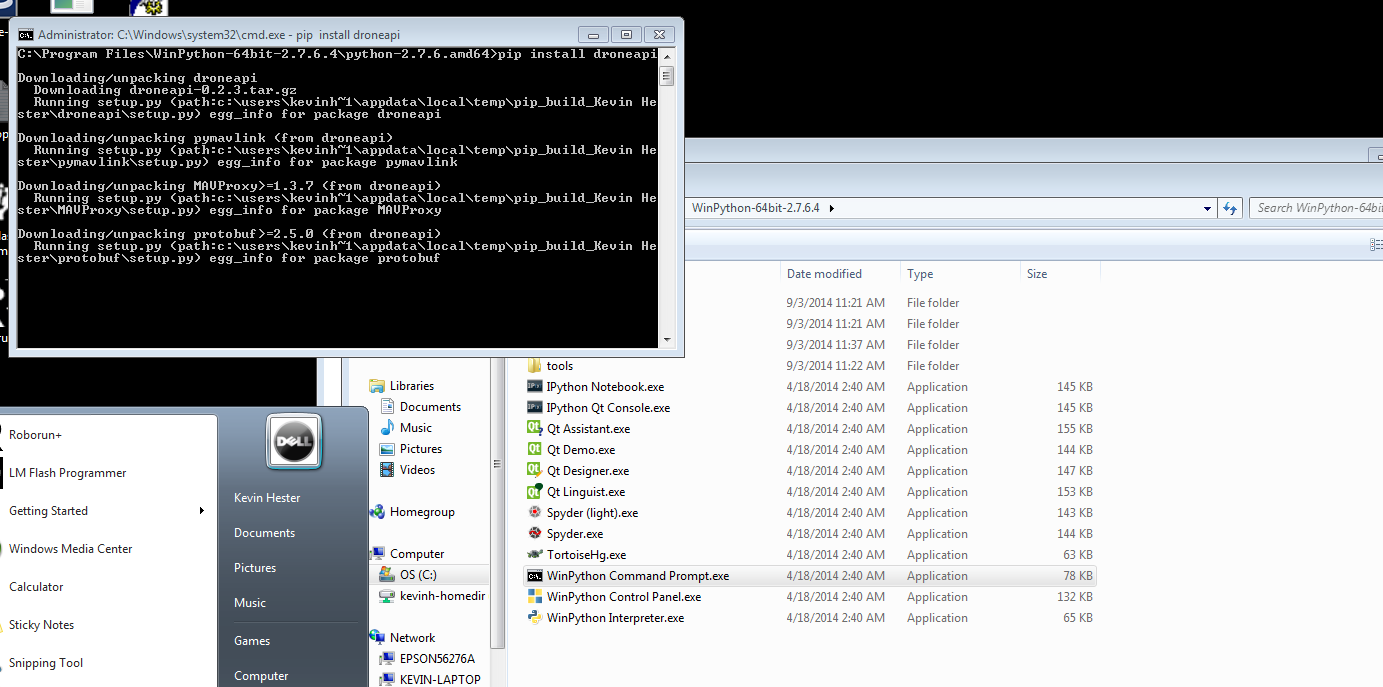 Administrator: C:\Windows\system32\cmd.exe - pip install droneapi
C:\Program Files\WinPython-64bit-2.7.6.4\python-2.7.6.amd64>pip install droneapi
Downloading/unpacking droneapi
Downloading droneapi-0.2.3.tar.gz
Running setup.py (path:c:\users\kevinh~1\appdata\local\temp\pip_build_Kevin He
ster\droneapi\setup.py) egg_info for package droneapi
Downloading/unpacking pymavlink (from droneapi)
Running setup.py (path:c:\users\kevinh~1\appdata\local\temp\pip_build_Kevin He
ster\pymavlink\setup.py) egg_info for package pymavlink
Downloading/unpacking MAVProxy>=1.3.7 (from droneapi)
Running setup.py (path:c:\users\kevinh~1\appdata\local\temp\pip_build_Kevin He
ster\MAVProxy\setup.py) egg_info for package MAVProxy
Downloading/unpacking protobuf>=2.5.0 (from droneapi)
Running setup.py (path:c:\users\kevinh~1\appdata\local\temp\pip_build_Kevin He
ster\protobuf\setup.py) egg_info for package protobuf
WinPython-64bit-2.7.6.4
Search WinPython-64bi
Date modified Type Size
9/3/2014 11:21 AM File folder
9/3/2014 11:21 AM File folder
9/3/2014 11:37 AM File folder
tools 9/3/2014 11:22 AM File folder
IPython Notebook.exe 4/18/2014 2:40 AM Application 145 KB
IPython Qt Console.exe 4/18/2014 2:40 AM Application 145 KB
Qt Assistant.exe 4/18/2014 2:40 AM Application 155 KB
Qt Demo.exe 4/18/2014 2:40 AM Application 144 KB
Qt Designer.exe 4/18/2014 2:40 AM Application 147 KB
Qt Linguist.exe 4/18/2014 2:40 AM Application 153 KB
Spyder (light).exe 4/18/2014 2:40 AM Application 143 KB
Spyder.exe 4/18/2014 2:40 AM Application 144 KB
TortoiseHg.exe 4/18/2014 2:40 AM Application 63 KB
WinPython Command Prompt.exe 4/18/2014 2:40 AM Application 78 KB
WinPython Control Panel.exe 4/18/2014 2:40 AM Application 132 KB
WinPython Interpreter.exe 4/18/2014 2:40 AM Application 65 KB
Libraries
Documents
Music
Pictures
Videos
Homegroup
Computer
OS (C:)
kevinh-homedir
Network
EPSON56276A
KEVIN-LAPTOP
Roborun+
LM Flash Programmer
Getting Started
Windows Media Center
Calculator
Sticky Notes
Snipping Tool
DELL
Kevin Hester
Documents
Pictures
Music
Games
Computer